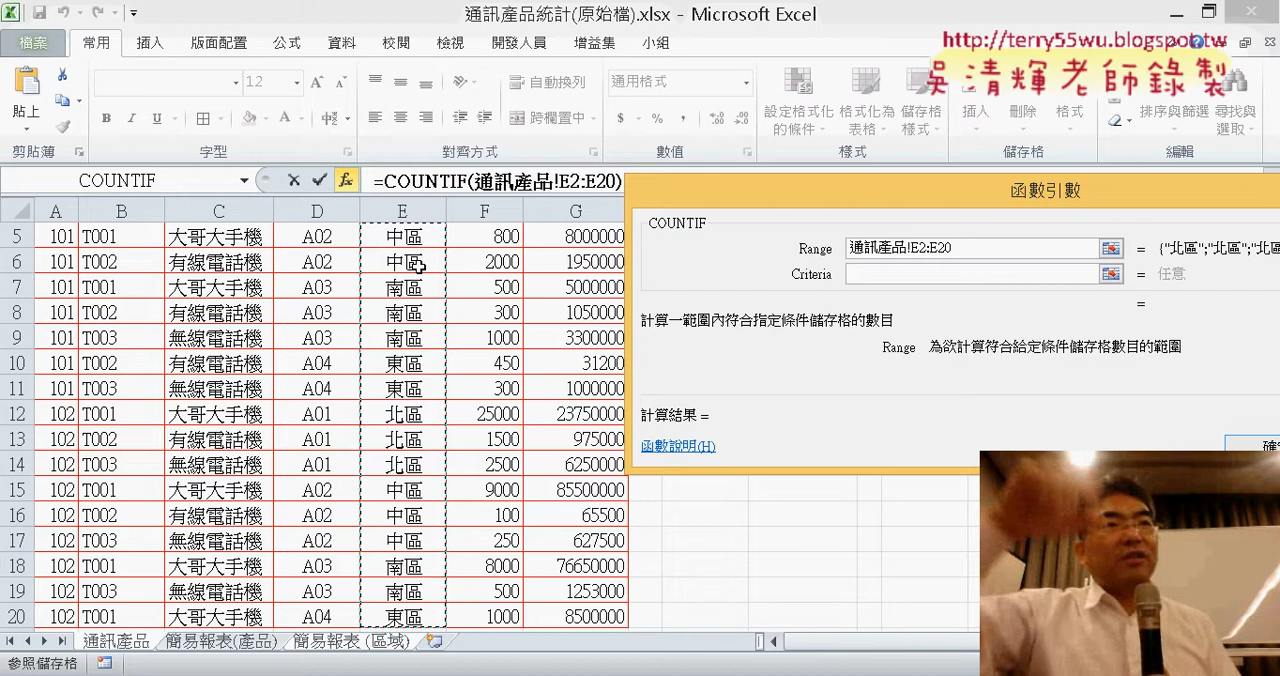 通訊產品統計(原始檔).xlsx - Microsoft Excel
檔案 常用 插入 版面配置 公式 資料 校閱 檢視 開發人員 增益集 小組
http://terry55wu.blogspot.tw
吳清輝老師錄製
貼上 12 自動換列 通用格式 設定格式化的條件 格式化為表格 儲存格樣式 插入 刪除 格式 排序與篩選 尋找與選取
B I U A 中 跨欄置中 $ % ,
剪貼簿 字型 對齊方式 數值 樣式 儲存格 編輯
COUNTIF fx =COUNTIF(通訊產品!E2:E20)
A B C D E F G
5 101 T001 大哥大手機 A02 中區 800 8000000
6 101 T002 有線電話機 A02 中區 2000 1950000
7 101 T001 大哥大手機 A03 南區 500 5000000
8 101 T002 有線電話機 A03 南區 300 1050000
9 101 T003 無線電話機 A03 南區 1000 3300000
10 101 T002 有線電話機 A04 東區 450 31200
11 101 T003 無線電話機 A04 東區 300 1000000
12 102 T001 大哥大手機 A01 北區 25000 23750000
13 102 T002 有線電話機 A01 北區 1500 975000
14 102 T003 無線電話機 A01 北區 2500 6250000
15 102 T001 大哥大手機 A02 中區 9000 85500000
16 102 T002 有線電話機 A02 中區 100 65500
17 102 T003 無線電話機 A02 中區 250 627500
18 102 T001 大哥大手機 A03 南區 8000 76650000
19 102 T003 無線電話機 A03 南區 500 1253000
20 102 T001 大哥大手機 A04 東區 1000 8500000
函數引數
COUNTIF
Range 通訊產品!E2:E20 = {"北區";"北區";"北區
Criteria = 任意
=
計算一範圍內符合指定條件儲存格的數目
Range 為欲計算符合給定條件儲存格數目的範圍
計算結果 =
函數說明(H)
通訊產品 簡易報表(產品) 簡易報表 (區域)
參照儲存格